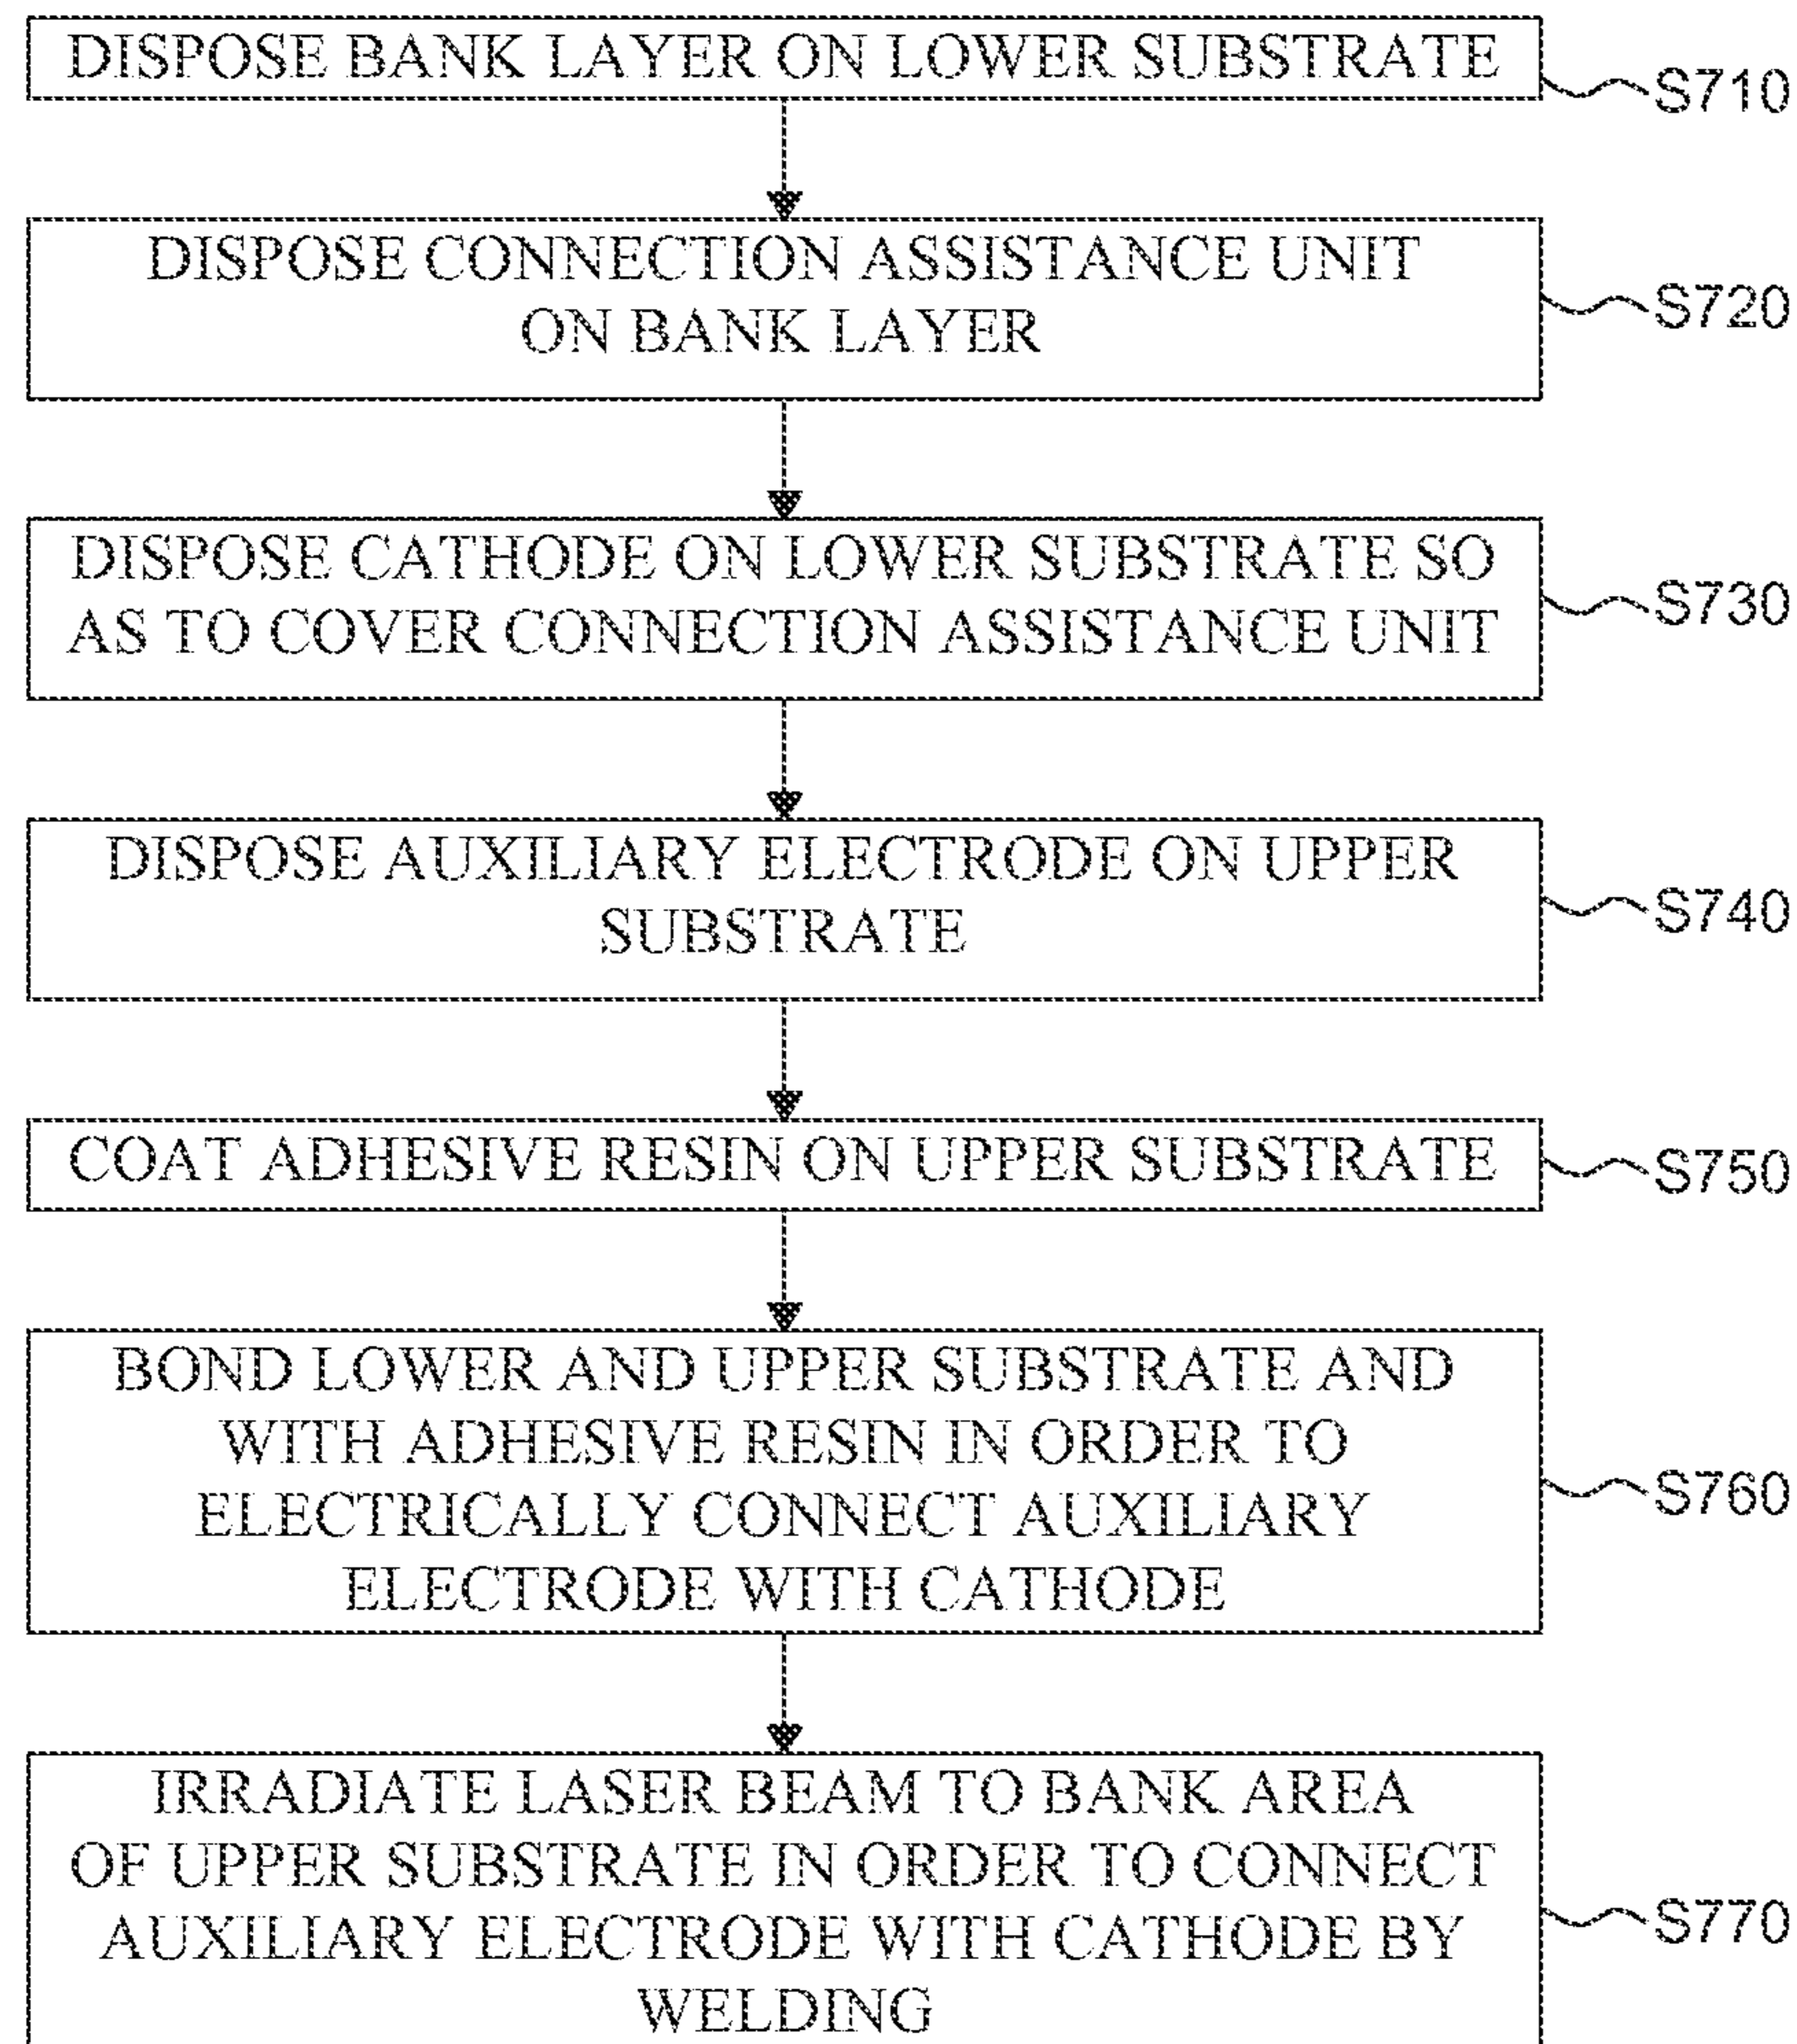 DISPOSE BANK LAYER ON LOWER SUBSTRATE
S710
DISPOSE CONNECTION ASSISTANCE UNIT
ON BANK LAYER
S720
DISPOSE CATHODE ON LOWER SUBSTRATE SO
AS TO COVER CONNECTION ASSISTANCE UNIT
S730
DISPOSE AUXILIARY ELECTRODE ON UPPER
SUBSTRATE
S740
COAT ADHESIVE RESIN ON UPPER SUBSTRATE
S750
BOND LOWER AND UPPER SUBSTRATE AND
WITH ADHESIVE RESIN IN ORDER TO
ELECTRICALLY CONNECT AUXILIARY
ELECTRODE WITH CATHODE
S760
IRRADIATE LASER BEAM TO BANK AREA
OF UPPER SUBSTRATE IN ORDER TO CONNECT
AUXILIARY ELECTRODE WITH CATHODE BY
WELDING
S770